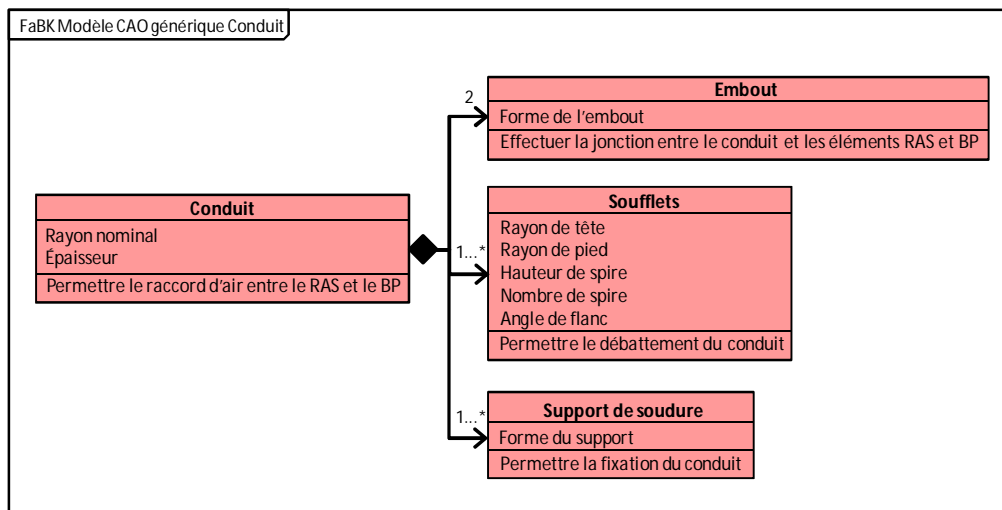 FaBK Modèle CAO générique Conduit
2
Embout
Forme de l'embout
Effectuer la jonction entre le conduit et les éléments RAS et BP
Conduit
Rayon nominal
Épaisseur
Permettre le raccord d'air entre le RAS et le BP
1...*
Soufflets
Rayon de tête
Rayon de pied
Hauteur de spire
Nombre de spire
Angle de flanc
Permettre le débattement du conduit
1...*
Support de soudure
Forme du support
Permettre la fixation du conduit